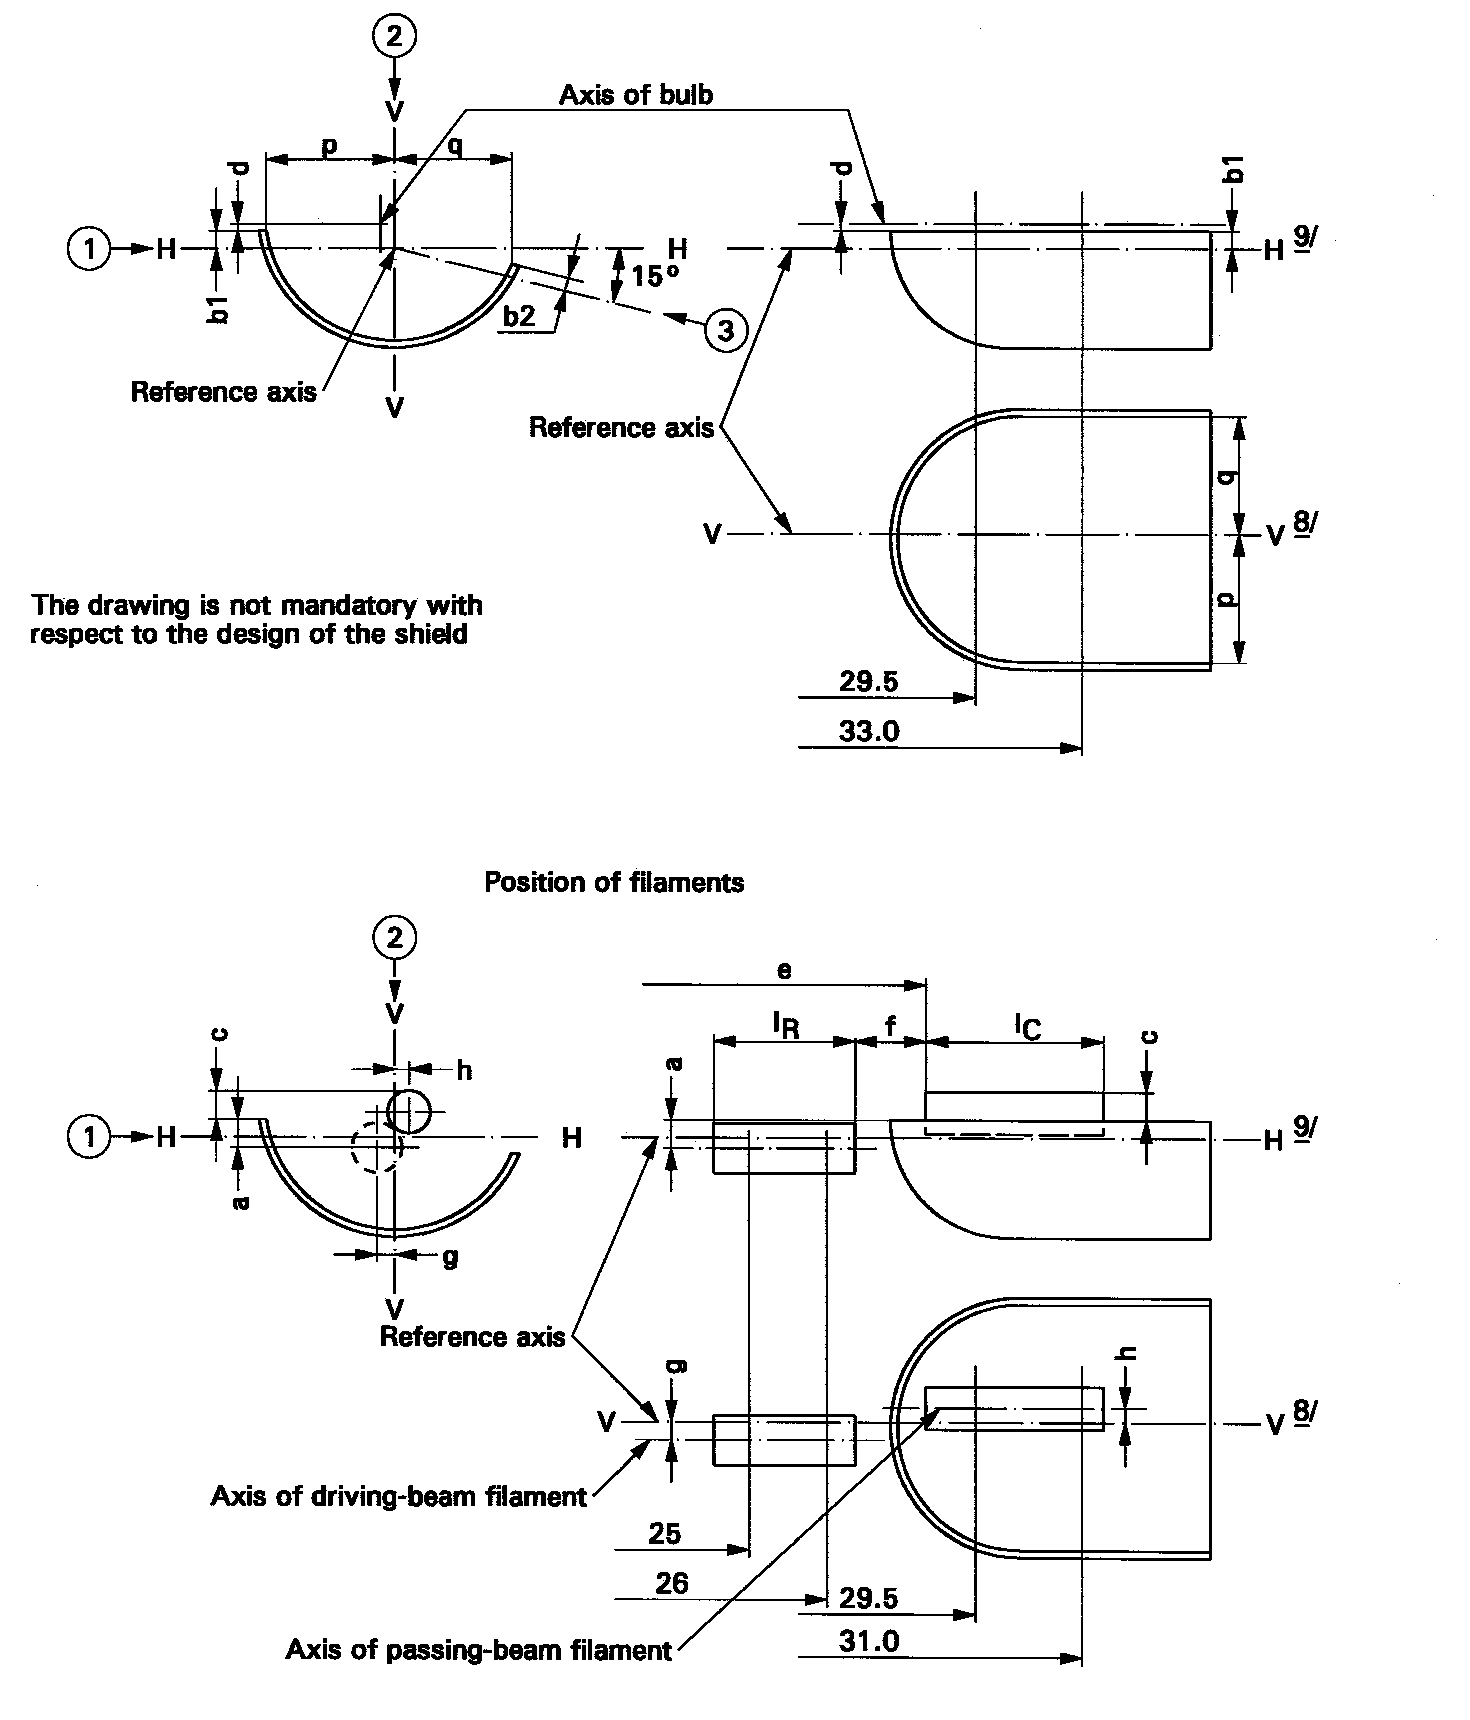 2
V
Axis of bulb
p
q
d
d
b1
1
H
H
15°
H 9/
b1
b2
3
Reference axis
V
Reference axis
q
V
V 8/
p
The drawing is not mandatory with
respect to the design of the shield
29.5
33.0
Position of filaments
2
e
V
c
h
lR
f
lC
c
a
1
H
H
H 9/
a
g
V
Reference axis
g
h
V
V 8/
Axis of driving-beam filament
25
26
29.5
31.0
Axis of passing-beam filament